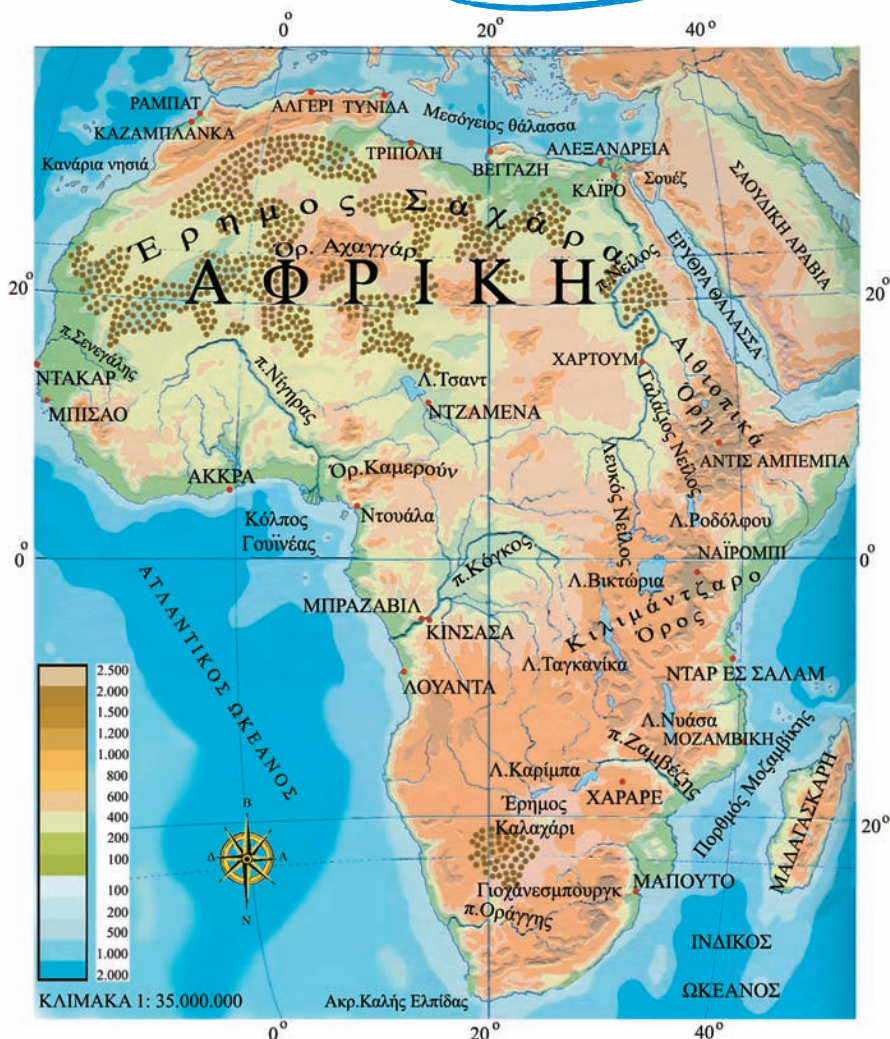 0° 20° 40°
ΡΑΜΠΑΤ
ΑΛΓΕΡΙ ΤΥΝΙΔΑ
ΚΑΖΑΜΠΛΑΝΚΑ
Μεσόγειος θάλασσα
ΤΡΙΠΟΛΗ
ΒΕΓΓΑΖΗ
ΑΛΕΞΑΝΔΡΕΙΑ
Κανάρια νησιά
ΚΑΪΡΟ
Σουέζ
ΣΑΟΥΔΙΚΗ ΑΡΑΒΙΑ
Έρημος Σαχάρα
Όρ. Αχαγγάρ
ΑΦΡΙΚΗ
π.Νείλος
ΕΡΥΘΡΑ ΘΑΛΑΣΣΑ
20° 20°
π.Σενεγάλης
ΝΤΑΚΑΡ
ΜΠΙΣΑΟ
π.Νίγηρας
Λ.Τσαντ
ΝΤΖΑΜΕΝΑ
ΧΑΡΤΟΥΜ
Αιθιοπικά
Όρη
Γαλάζιος Νείλος
ΑΝΤΙΣ ΑΜΠΕΜΠΑ
Λευκός Νείλος
ΑΚΚΡΑ
Όρ.Καμερούν
Ντουάλα
Κόλπος
Γουϊνέας
Λ.Ροδόλφου
ΝΑΪΡΟΜΠΙ
0° 0°
π.Κόγκος.
Λ.Βικτώρια
Κιλιμάντζαρο
Όρος
ΑΤΛΑΝΤΙΚΟΣ ΩΚΕΑΝΟΣ
ΜΠΡΑΖΑΒΙΛ
ΚΙΝΣΑΣΑ
Λ.Ταγκανίκα
ΝΤΑΡ ΕΣ ΣΑΛΑΜ
ΛΟΥΑΝΤΑ
Λ.Νυάσα
ΜΟΖΑΜΒΙΚΗ
π.Ζαμβέζης
Λ.Καρίμπα
ΧΑΡΑΡΕ
Πορθμός Μοζαμβίκης
ΜΑΔΑΓΑΣΚΑΡΗ
Έρημος
Καλαχάρι
20°
Γιοχάνεσμπουργκ
ΜΑΠΟΥΤΟ
π.Οράγγης
ΙΝΔΙΚΟΣ
ΩΚΕΑΝΟΣ
Β
Δ Α
Ν
2.500
2.000
1.500
1.200
1.000
800
600
400
200
100
100
200
500
1.000
2.000
ΚΛΙΜΑΚΑ 1: 35.000.000
Ακρ.Καλής Ελπίδας
0° 20° 40°